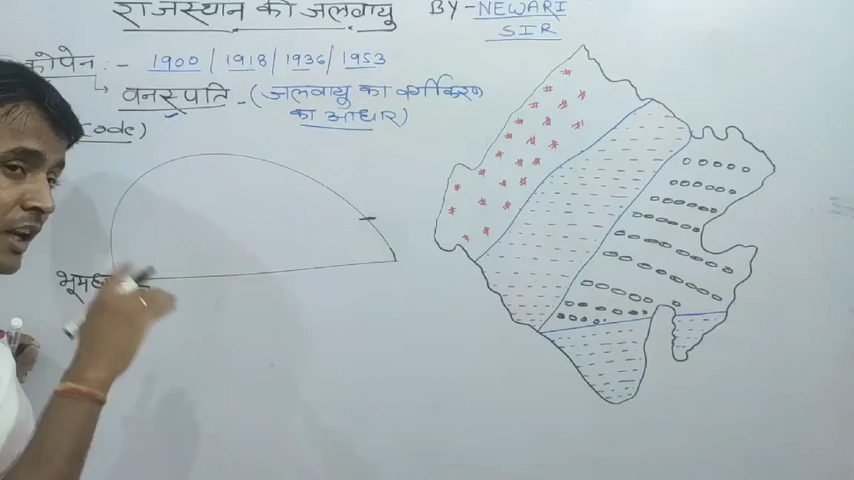 राजस्थान की जलवायु BY-NEWARI
SIR
कोपेन :- 1900 / 1918 / 1936 / 1953
वनस्पति - (जलवायु का वर्गीकरण
का आधार)
Code)